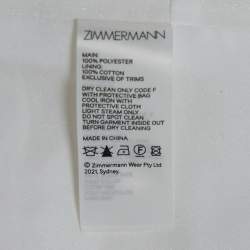 ZIMMERMANN
MAIN:
100% POLYESTER
LINING:
100% COTTON
EXCLUSIVE OF TRIMS
DRY CLEAN ONLY CODE F
WITH PROTECTIVE BAG
COOL IRON WITH
PROTECTIVE CLOTH
LIGHT STEAM ONLY
DO NOT SPOT CLEAN
TURN GARMENT INSIDE OUT
BEFORE DRY CLEANING
MADE IN CHINA
© Zimmermann Wear Pty Ltd
2021, Sydney.